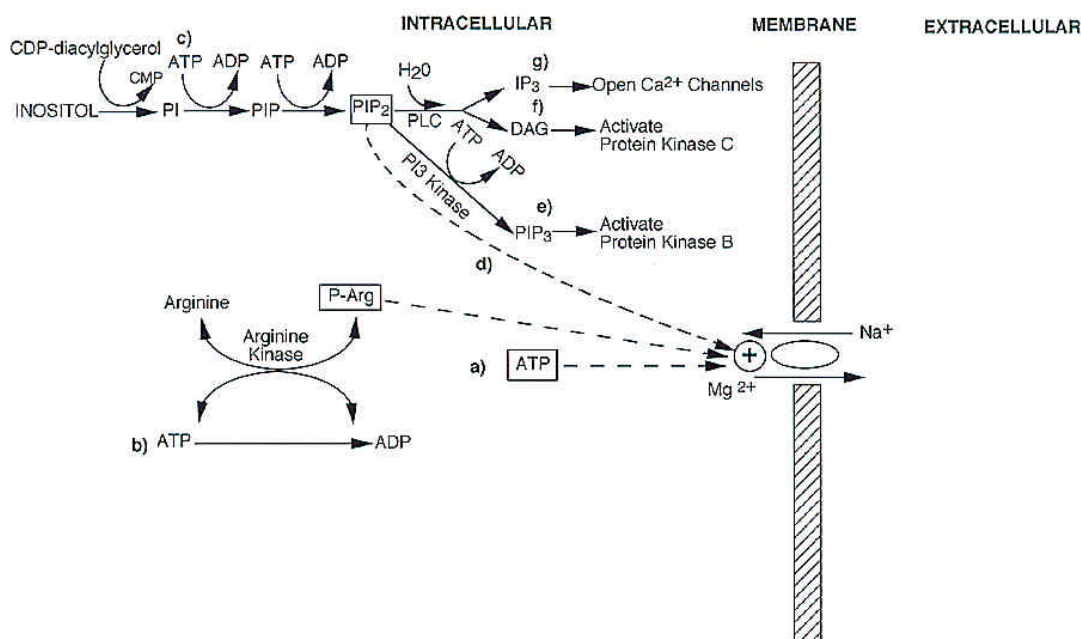 INTRACELLULAR
MEMBRANE
EXTRACELLULAR
CDP-diacylglycerol
c)
ATP
ADP
ATP
ADP
CMP
H20
g)
IP3
Open Ca2+ Channels
INOSITOL
PI
PIP
PIP2
PLC
f)
DAG
Activate
Protein Kinase C
ATP
ADP
PI3 Kinase
e)
PIP3
Activate
Protein Kinase B
d)
Arginine
P-Arg
Arginine
Kinase
Na+
a)
ATP
+
Mg 2+
b)
ATP
ADP